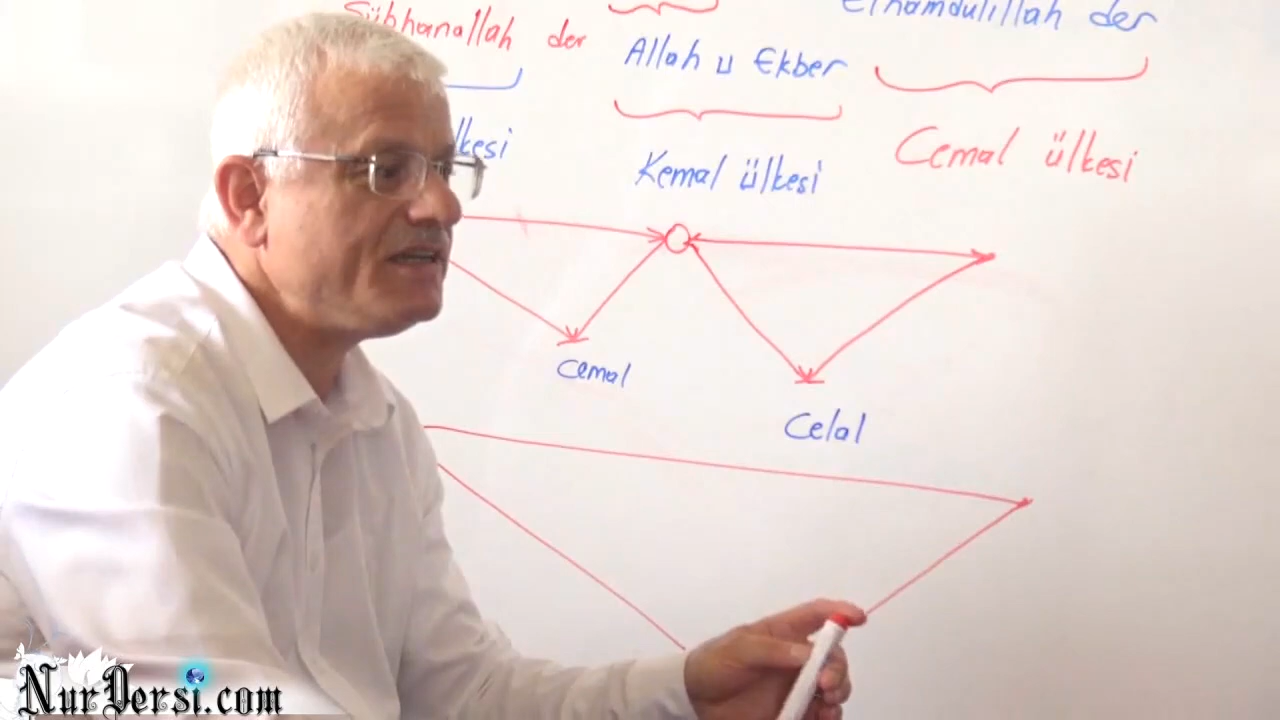 Sübhanallah der
Allah u Ekber
Elhamdulillah der
Kemal ülkesi
Cemal ülkesi
Cemal
Celal
NurDersi.com